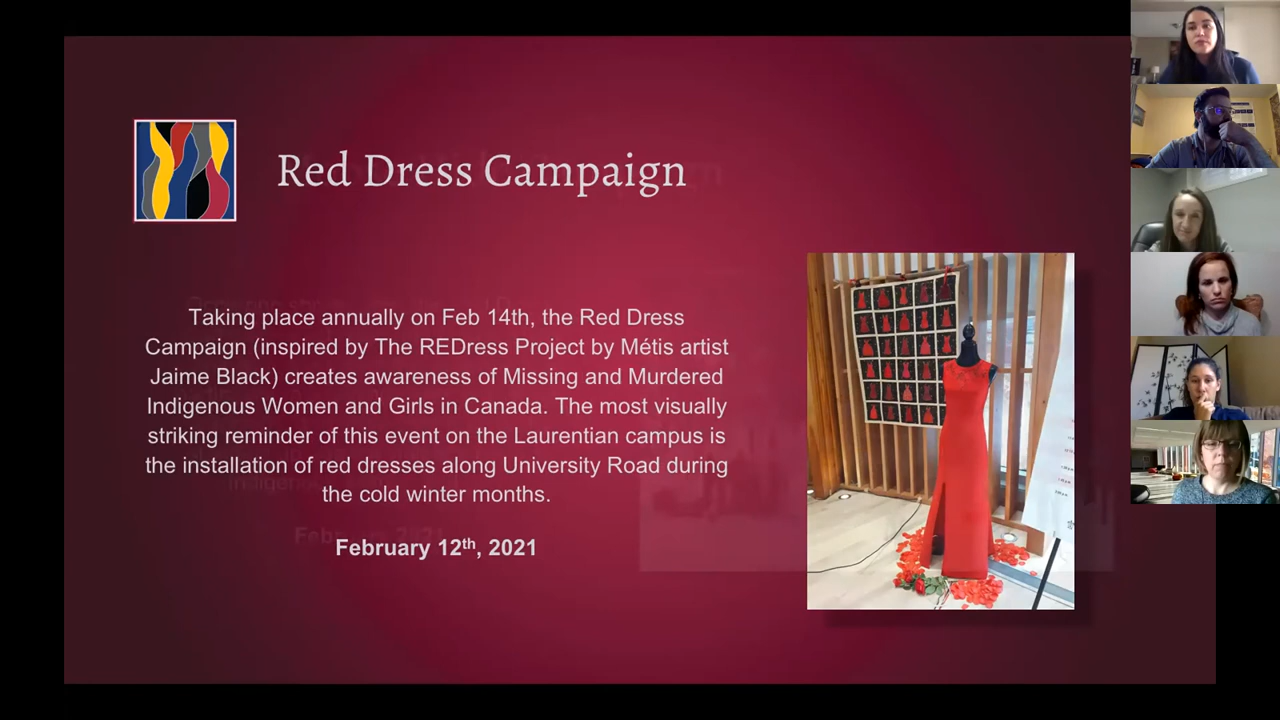 Red Dress Campaign
Taking place annually on Feb 14th, the Red Dress
Campaign (inspired by The REDress Project by Métis artist
Jaime Black) creates awareness of Missing and Murdered
Indigenous Women and Girls in Canada. The most visually
striking reminder of this event on the Laurentian campus is
the installation of red dresses along University Road during
the cold winter months.
February 12th, 2021